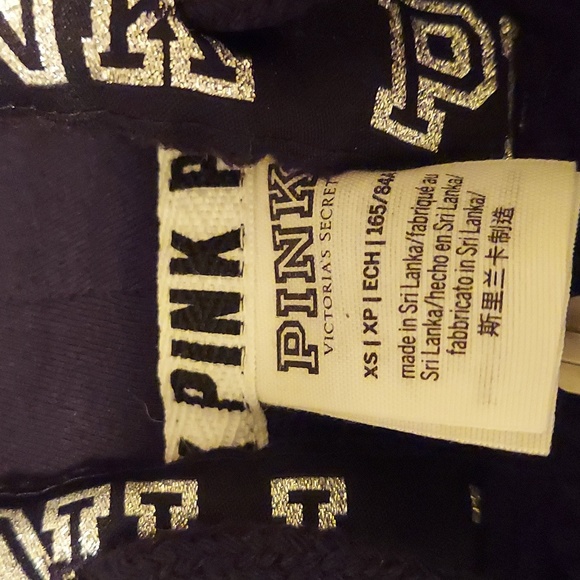 PINK P
PINK
VICTORIA'S SECRET
XS | XP | ECH | 165/84A
made in Sri Lanka/fabriqué au
Sri Lanka/hecho en Sri Lanka/
fabbricato in Sri Lanka/
斯里兰卡制造